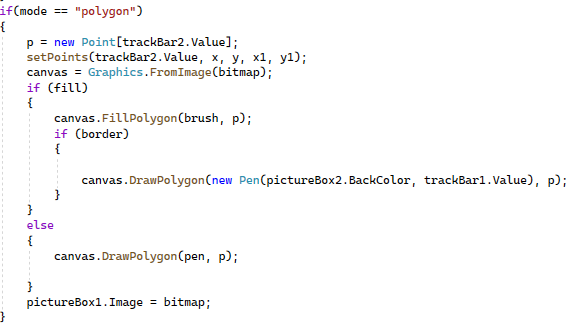 if(mode == "polygon")
{
p = new Point[trackBar2.Value];
setPoints(trackBar2.Value, x, y, x1, y1);
canvas = Graphics.FromImage(bitmap);
if (fill)
{
canvas.FillPolygon(brush, p);
if (border)
{
canvas.DrawPolygon(new Pen(pictureBox2.BackColor, trackBar1.Value), p);
}
}
else
{
canvas.DrawPolygon(pen, p);
}
pictureBox1.Image = bitmap;
}